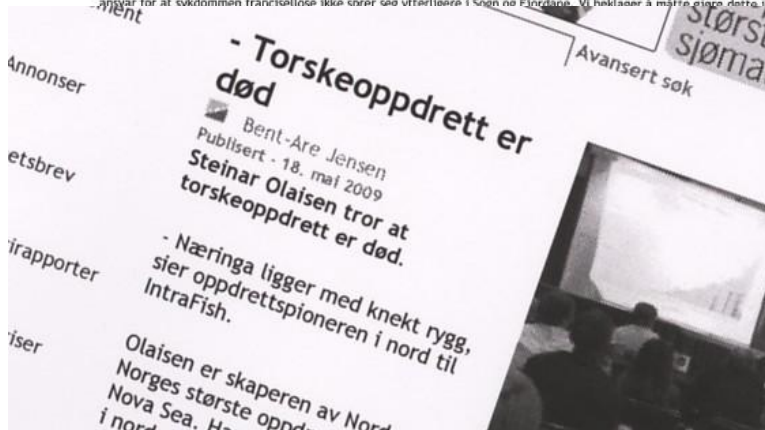 ansvar for at sykdommen francisellose ikke sprer seg ytterligere i Sogn og Fjordane. Vi beklager å måtte gjøre dette i
ment
Annonser
etsbrev
irapporter
iser
- Torskeoppdrett er
død
Bent-Are Jensen
Publisert - 18. mai 2009
Steinar Olaisen tror at
torskeoppdrett er død.
- Næringa ligger med knekt rygg,
sier oppdrettspioneren i nord til
IntraFish.
Olaisen er skaperen av Nord
Norges største oppd
Nova Sea. Ha
i nord
Avansert søk
størst
sjøma